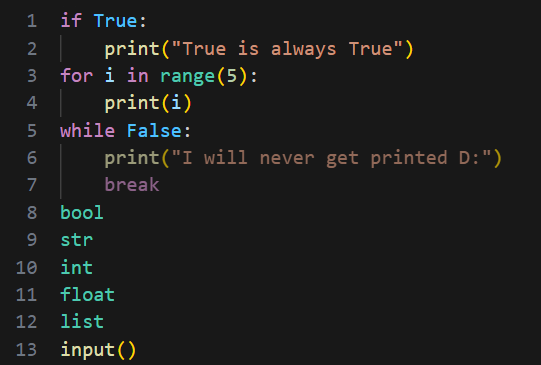 1 if True:
2     print("True is always True")
3 for i in range(5):
4     print(i)
5 while False:
6     print("I will never get printed D:")
7     break
8 bool
9 str
10 int
11 float
12 list
13 input()